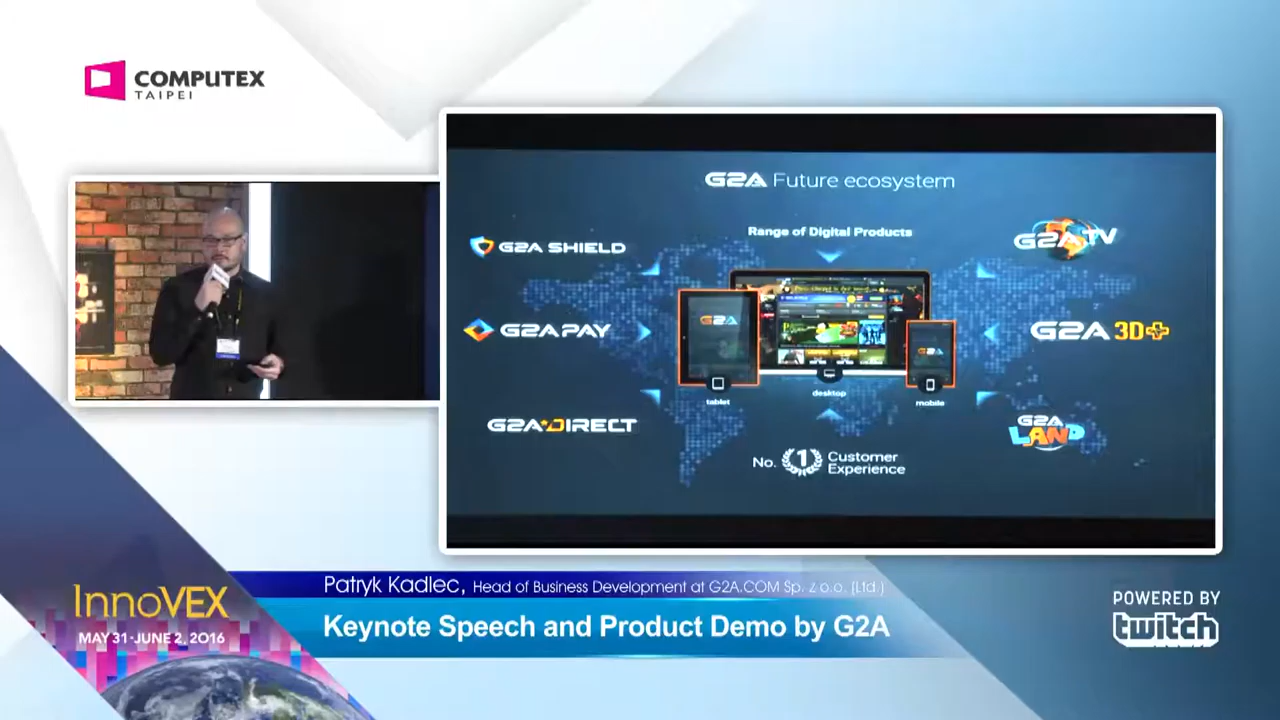 COMPUTEX
TAIPEI
G2A Future ecosystem
Range of Digital Products
G2A SHIELD
G2A TV
G2A PAY
G2A 3D+
G2A
G2A
tablet
desktop
mobile
G2A DIRECT
G2A
LAND
No. 1 Customer
Experience
Patryk Kadlec, Head of Business Development at G2A.COM Sp. z o.o. (Ltd.)
Keynote Speech and Product Demo by G2A
InnoVEX
MAY 31-JUNE 2, 2016
POWERED BY
twitch